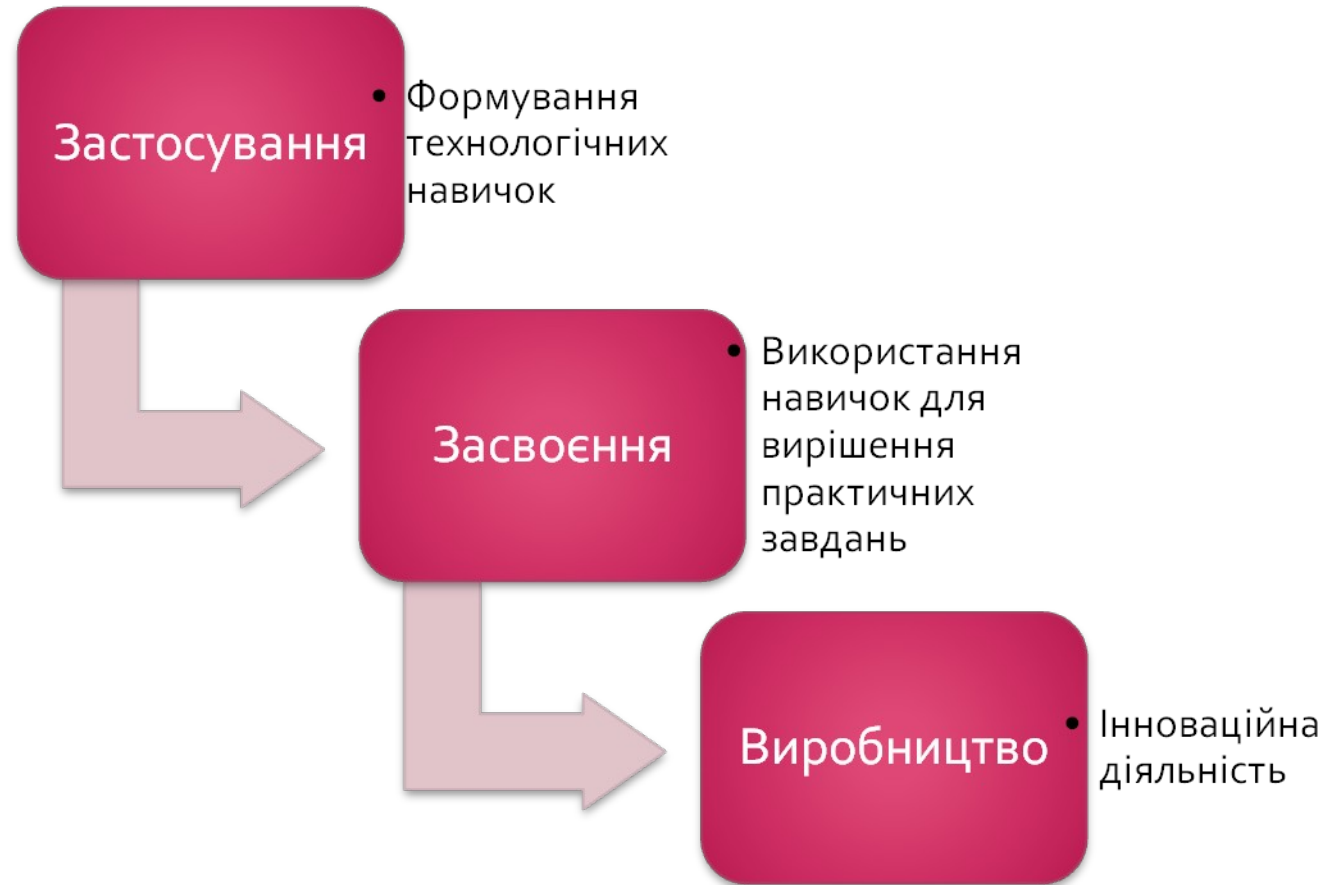 Застосування
• Формування
технологічних
навичок
Засвоєння
• Використання
навичок для
вирішення
практичних
завдань
Виробництво
• Інноваційна
діяльність